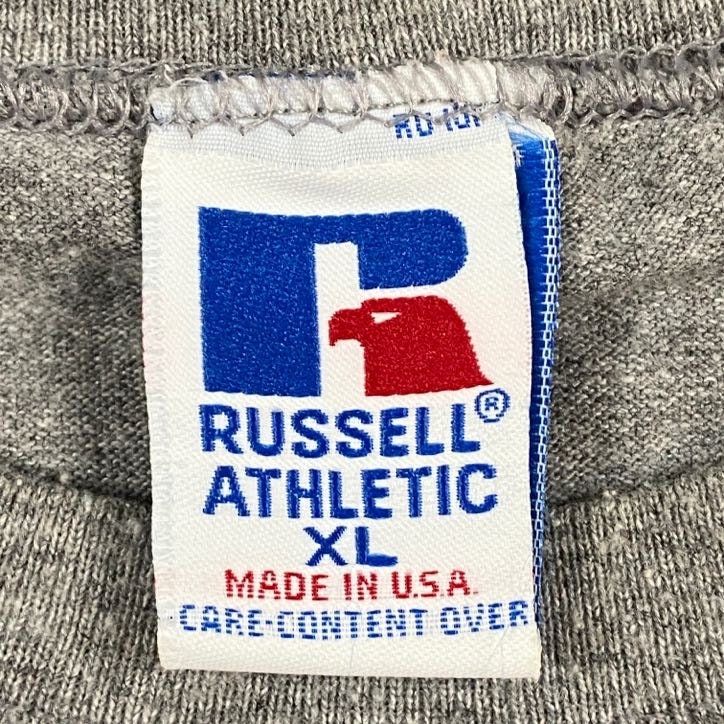 RUSSELL®
ATHLETIC
XL
MADE IN U.S.A.
CARE-CONTENT OVER